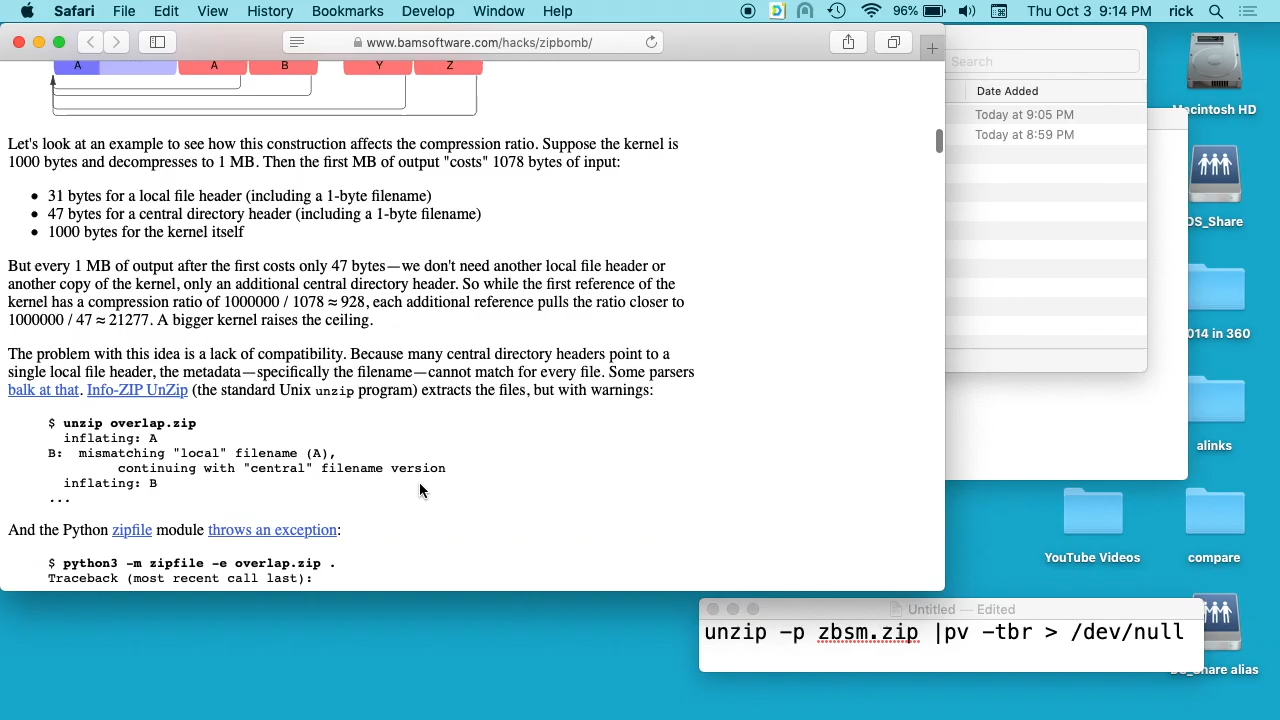 Safari File Edit View History Bookmarks Develop Window Help 96% Thu Oct 3 9:14 PM rick
www.bamsoftware.com/hacks/zipbomb/
A A B Y Z
Let's look at an example to see how this construction affects the compression ratio. Suppose the kernel is
1000 bytes and decompresses to 1 MB. Then the first MB of output "costs" 1078 bytes of input:
• 31 bytes for a local file header (including a 1-byte filename)
• 47 bytes for a central directory header (including a 1-byte filename)
• 1000 bytes for the kernel itself
But every 1 MB of output after the first costs only 47 bytes—we don't need another local file header or
another copy of the kernel, only an additional central directory header. So while the first reference of the
kernel has a compression ratio of 1000000 / 1078 ≈ 928, each additional reference pulls the ratio closer to
1000000 / 47 ≈ 21277. A bigger kernel raises the ceiling.
The problem with this idea is a lack of compatibility. Because many central directory headers point to a
single local file header, the metadata—specifically the filename—cannot match for every file. Some parsers
balk at that. Info-ZIP UnZip (the standard Unix unzip program) extracts the files, but with warnings:
$ unzip overlap.zip
inflating: A
B: mismatching "local" filename (A),
continuing with "central" filename version
inflating: B
...
And the Python zipfile module throws an exception:
$ python3 -m zipfile -e overlap.zip .
Traceback (most recent call last):
Search
Date Added
Today at 9:05 PM
Today at 8:59 PM
Macintosh HD
DS_Share
014 in 360
alinks
YouTube Videos
compare
DS_Share alias
Untitled — Edited
unzip -p zbsm.zip |pv -tbr > /dev/null